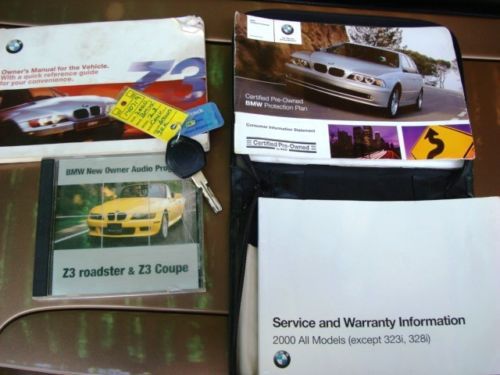 Owner's Manual for the Vehicle.
With a quick reference guide
for your convenience.
Z3
BMW New Owner Audio Pro
Z3 roadster & Z3 Coupe
Certified Pre-Owned
BMW Protection Plan
Consumer Information Statement
Certified Pre-Owned
Service and Warranty Information
2000 All Models (except 323i, 328i)